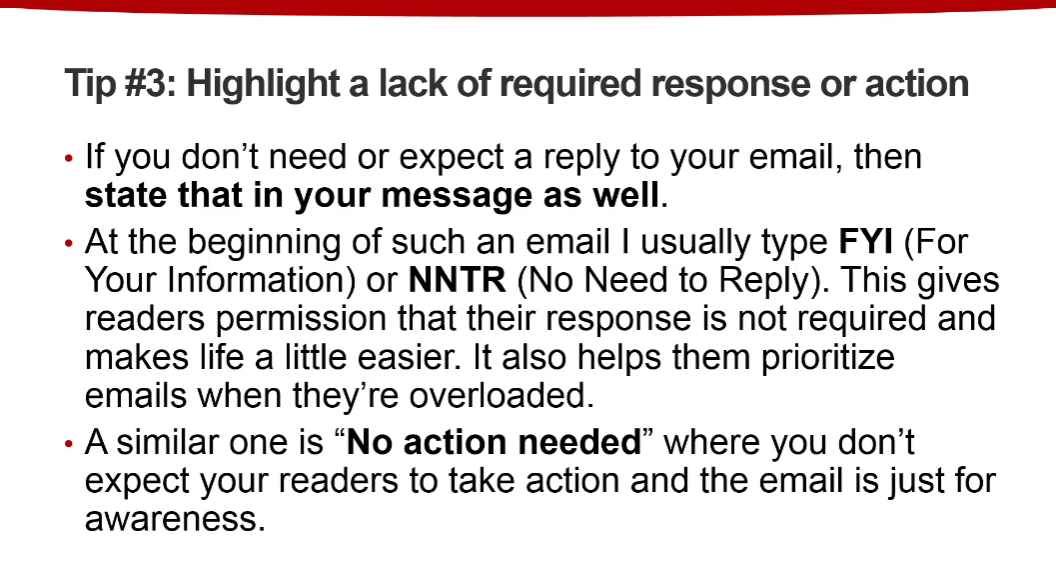 Tip #3: Highlight a lack of required response or action
• If you don’t need or expect a reply to your email, then
state that in your message as well.
• At the beginning of such an email I usually type FYI (For
Your Information) or NNTR (No Need to Reply). This gives
readers permission that their response is not required and
makes life a little easier. It also helps them prioritize
emails when they’re overloaded.
• A similar one is “No action needed” where you don’t
expect your readers to take action and the email is just for
awareness.